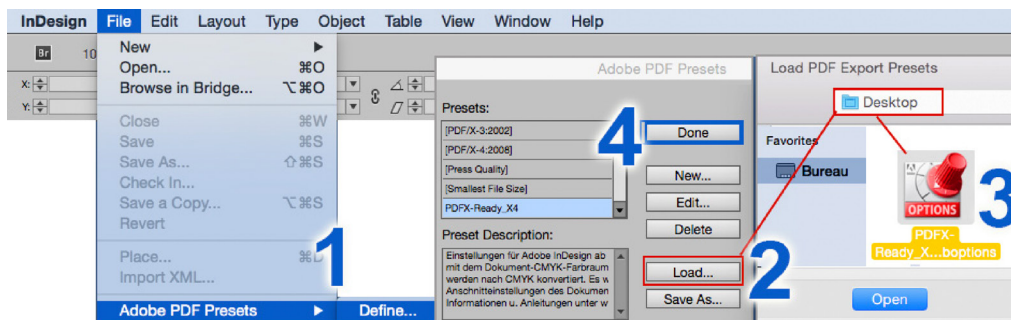 InDesign File Edit Layout Type Object Table View Window Help
Br 10
X:
Y:
New
Open... ⌘O
Browse in Bridge... ⌥⌘O
Close ⌘W
Save ⌘S
Save As... ⇧⌘S
Check In...
Save a Copy... ⌥⌘S
Revert
Place...
Import XML...
Adobe PDF Presets
Define...
1
Adobe PDF Presets
Presets:
[PDF/X-3:2002]
[PDF/X-4:2008]
[Press Quality]
[Smallest File Size]
PDFX-Ready_X4
Preset Description:
Einstellungen für Adobe InDesign ab
mit dem Dokument-CMYK-Farbraum
werden nach CMYK konvertiert. Es w
Anschnitteinstellungen des Dokumen
Informationen u. Anleitungen unter w
4
Done
New...
Edit...
Delete
Load...
Save As...
2
Load PDF Export Presets
Desktop
Favorites
Bureau
OPTIONS
3
PDFX-
Ready_X...boptions
Open